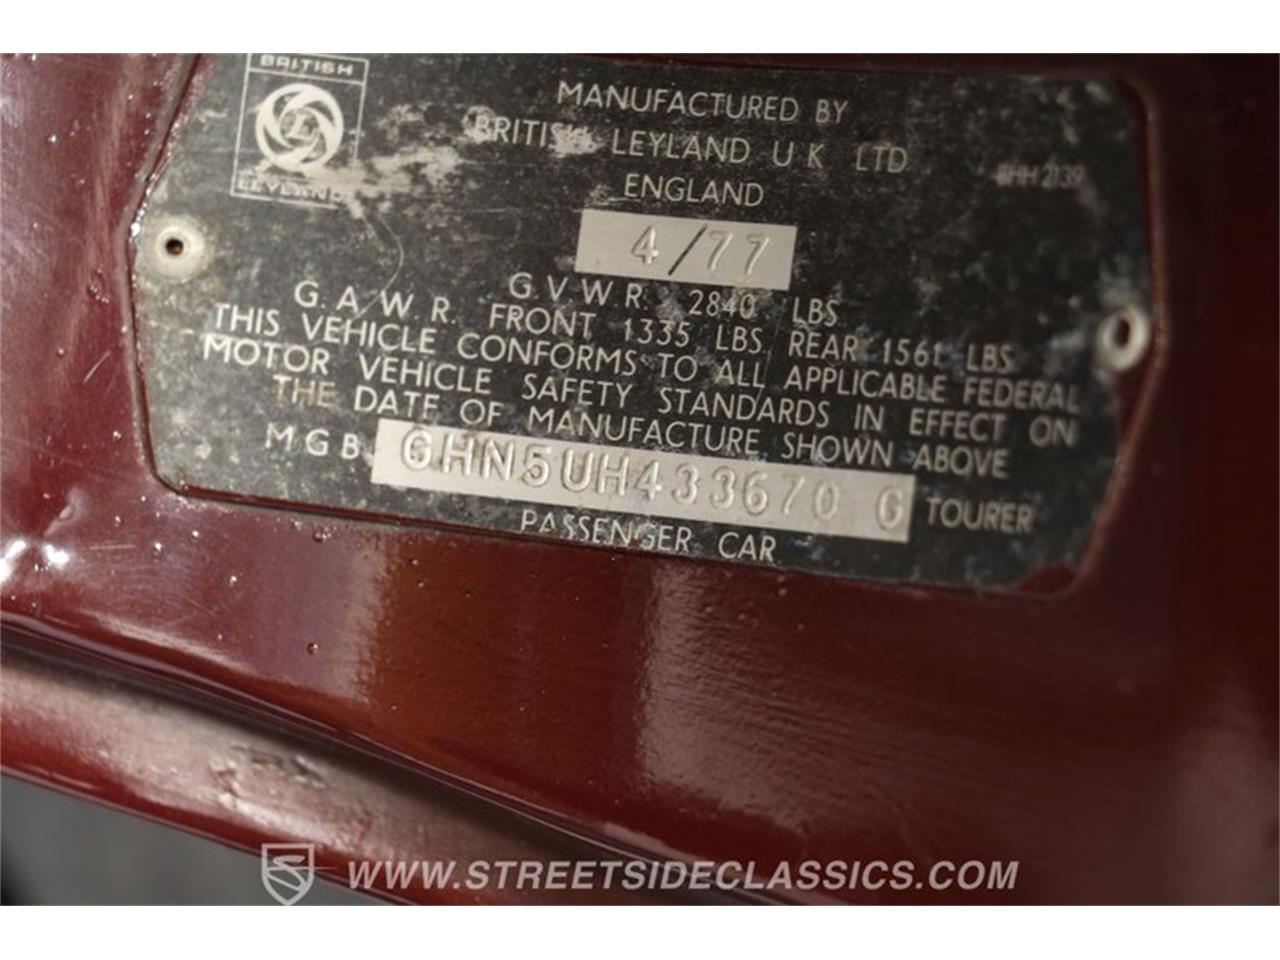 BRITISH
LEYLAND
MANUFACTURED BY
BRITISH LEYLAND U K LTD
ENGLAND
BHH 2139
4/77
G.V.W.R. 2840 LBS
G.A.W.R. FRONT 1335 LBS, REAR 1561 LBS
THIS VEHICLE CONFORMS TO ALL APPLICABLE FEDERAL
MOTOR VEHICLE SAFETY STANDARDS IN EFFECT ON
THE DATE OF MANUFACTURE SHOWN ABOVE
MGB GHN5UH433670 G TOURER
PASSENGER CAR
WWW.STREETSIDECLASSICS.COM